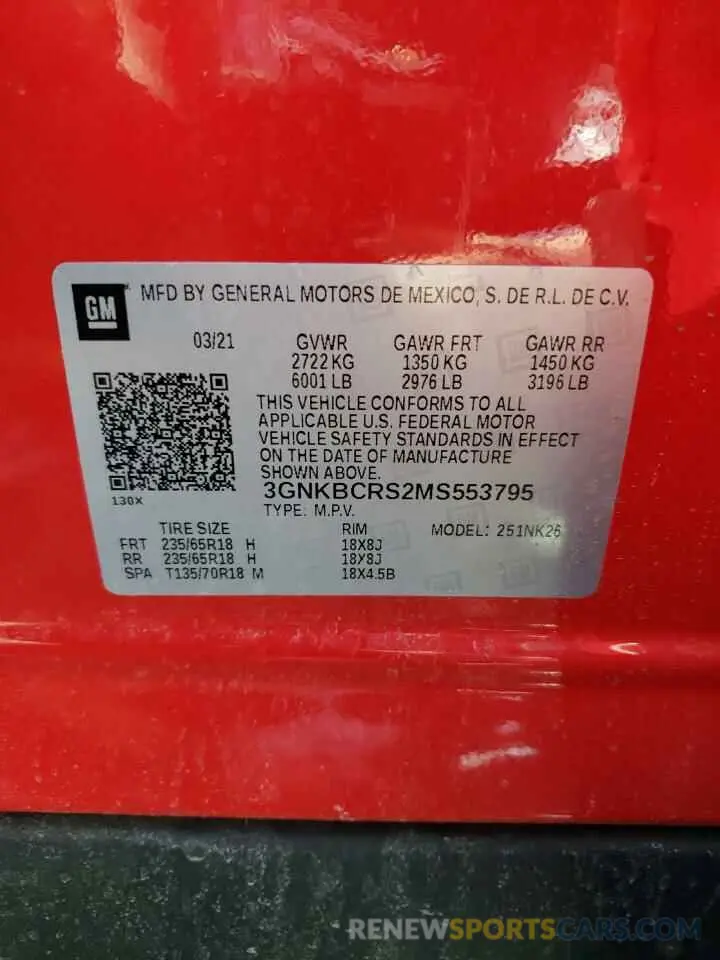 GM MFD BY GENERAL MOTORS DE MEXICO, S. DE R.L. DE C.V.
03/21 GVWR GAWR FRT GAWR RR
2722 KG 1350 KG 1450 KG
6001 LB 2976 LB 3196 LB
THIS VEHICLE CONFORMS TO ALL
APPLICABLE U.S. FEDERAL MOTOR
VEHICLE SAFETY STANDARDS IN EFFECT
ON THE DATE OF MANUFACTURE
SHOWN ABOVE.
130X 3GNKBCRS2MS553795
TYPE: M.P.V.
TIRE SIZE RIM MODEL: 251NK26
FRT 235/65R18 H 18X8J
RR 235/65R18 H 18X8J
SPA T135/70R18 M 18X4.5B
RENEWSPORTSCARS.COM